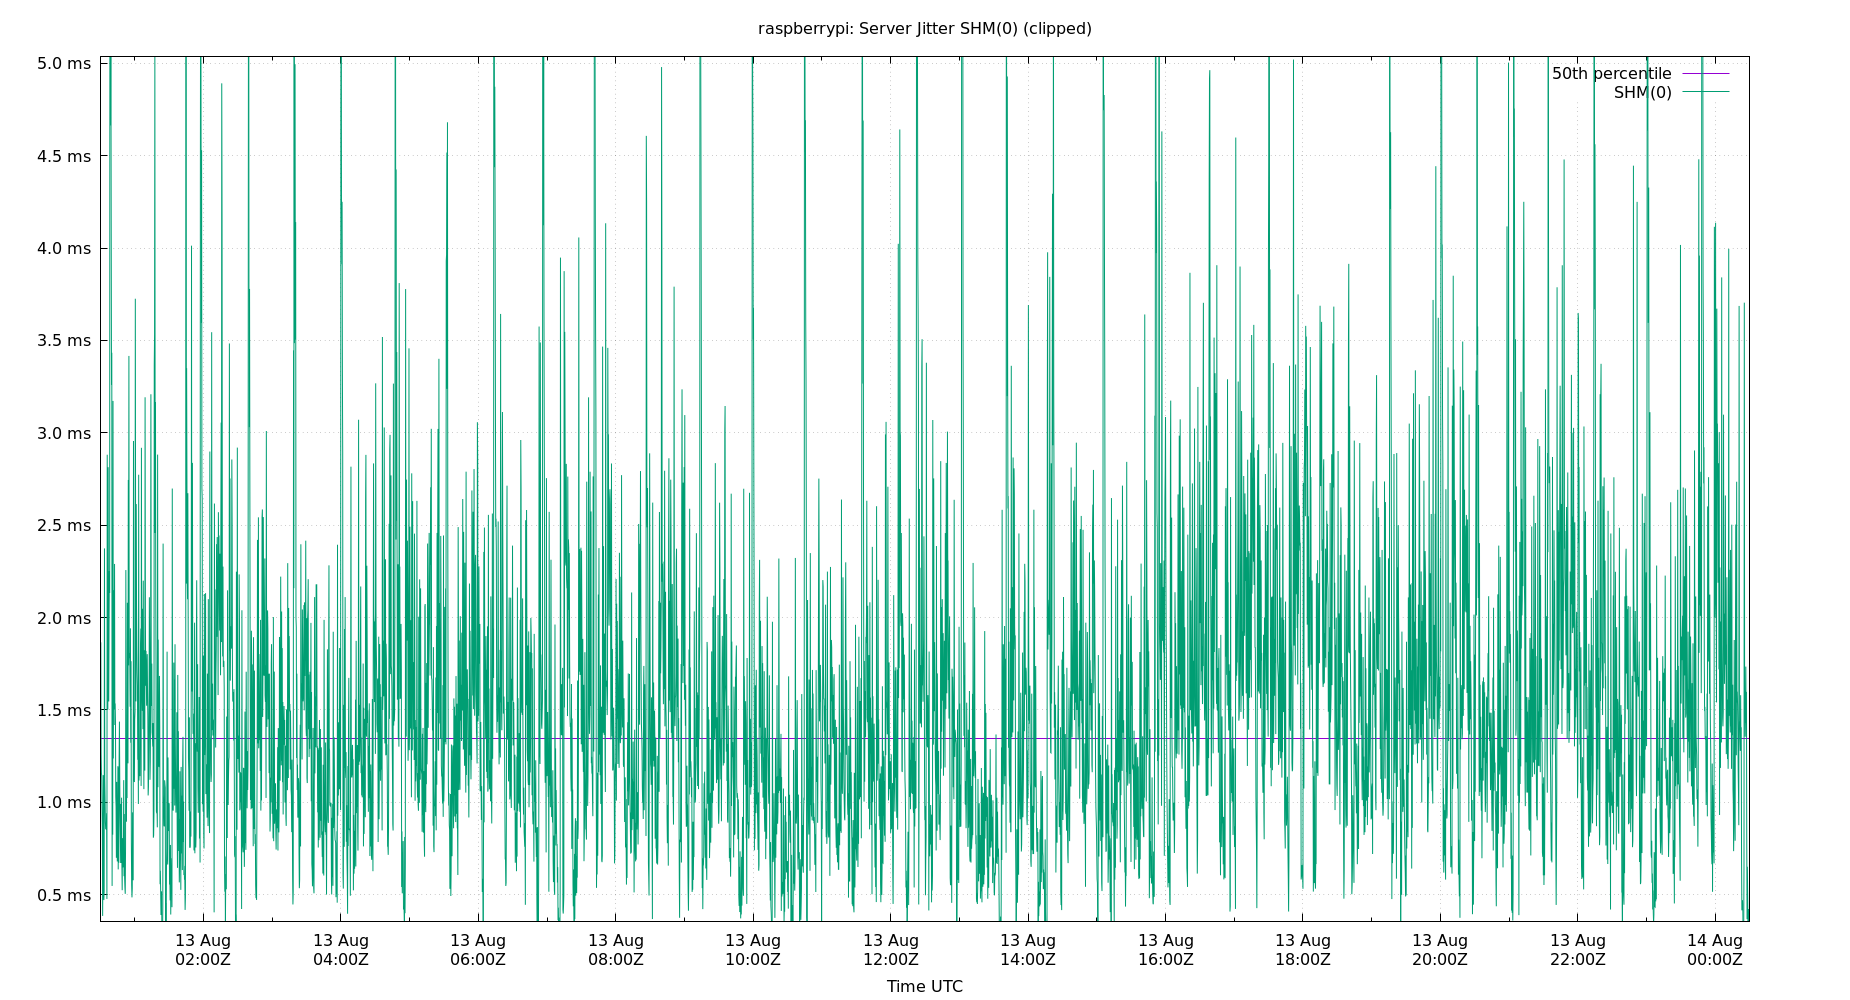 raspberrypi: Server Jitter SHM(0) (clipped)
5.0 ms
4.5 ms
4.0 ms
3.5 ms
3.0 ms
2.5 ms
2.0 ms
1.5 ms
1.0 ms
0.5 ms
50th percentile
SHM(0)
13 Aug 13 Aug 13 Aug 13 Aug 13 Aug 13 Aug 13 Aug 13 Aug 13 Aug 13 Aug 13 Aug 14 Aug
02:00Z 04:00Z 06:00Z 08:00Z 10:00Z 12:00Z 14:00Z 16:00Z 18:00Z 20:00Z 22:00Z 00:00Z
Time UTC